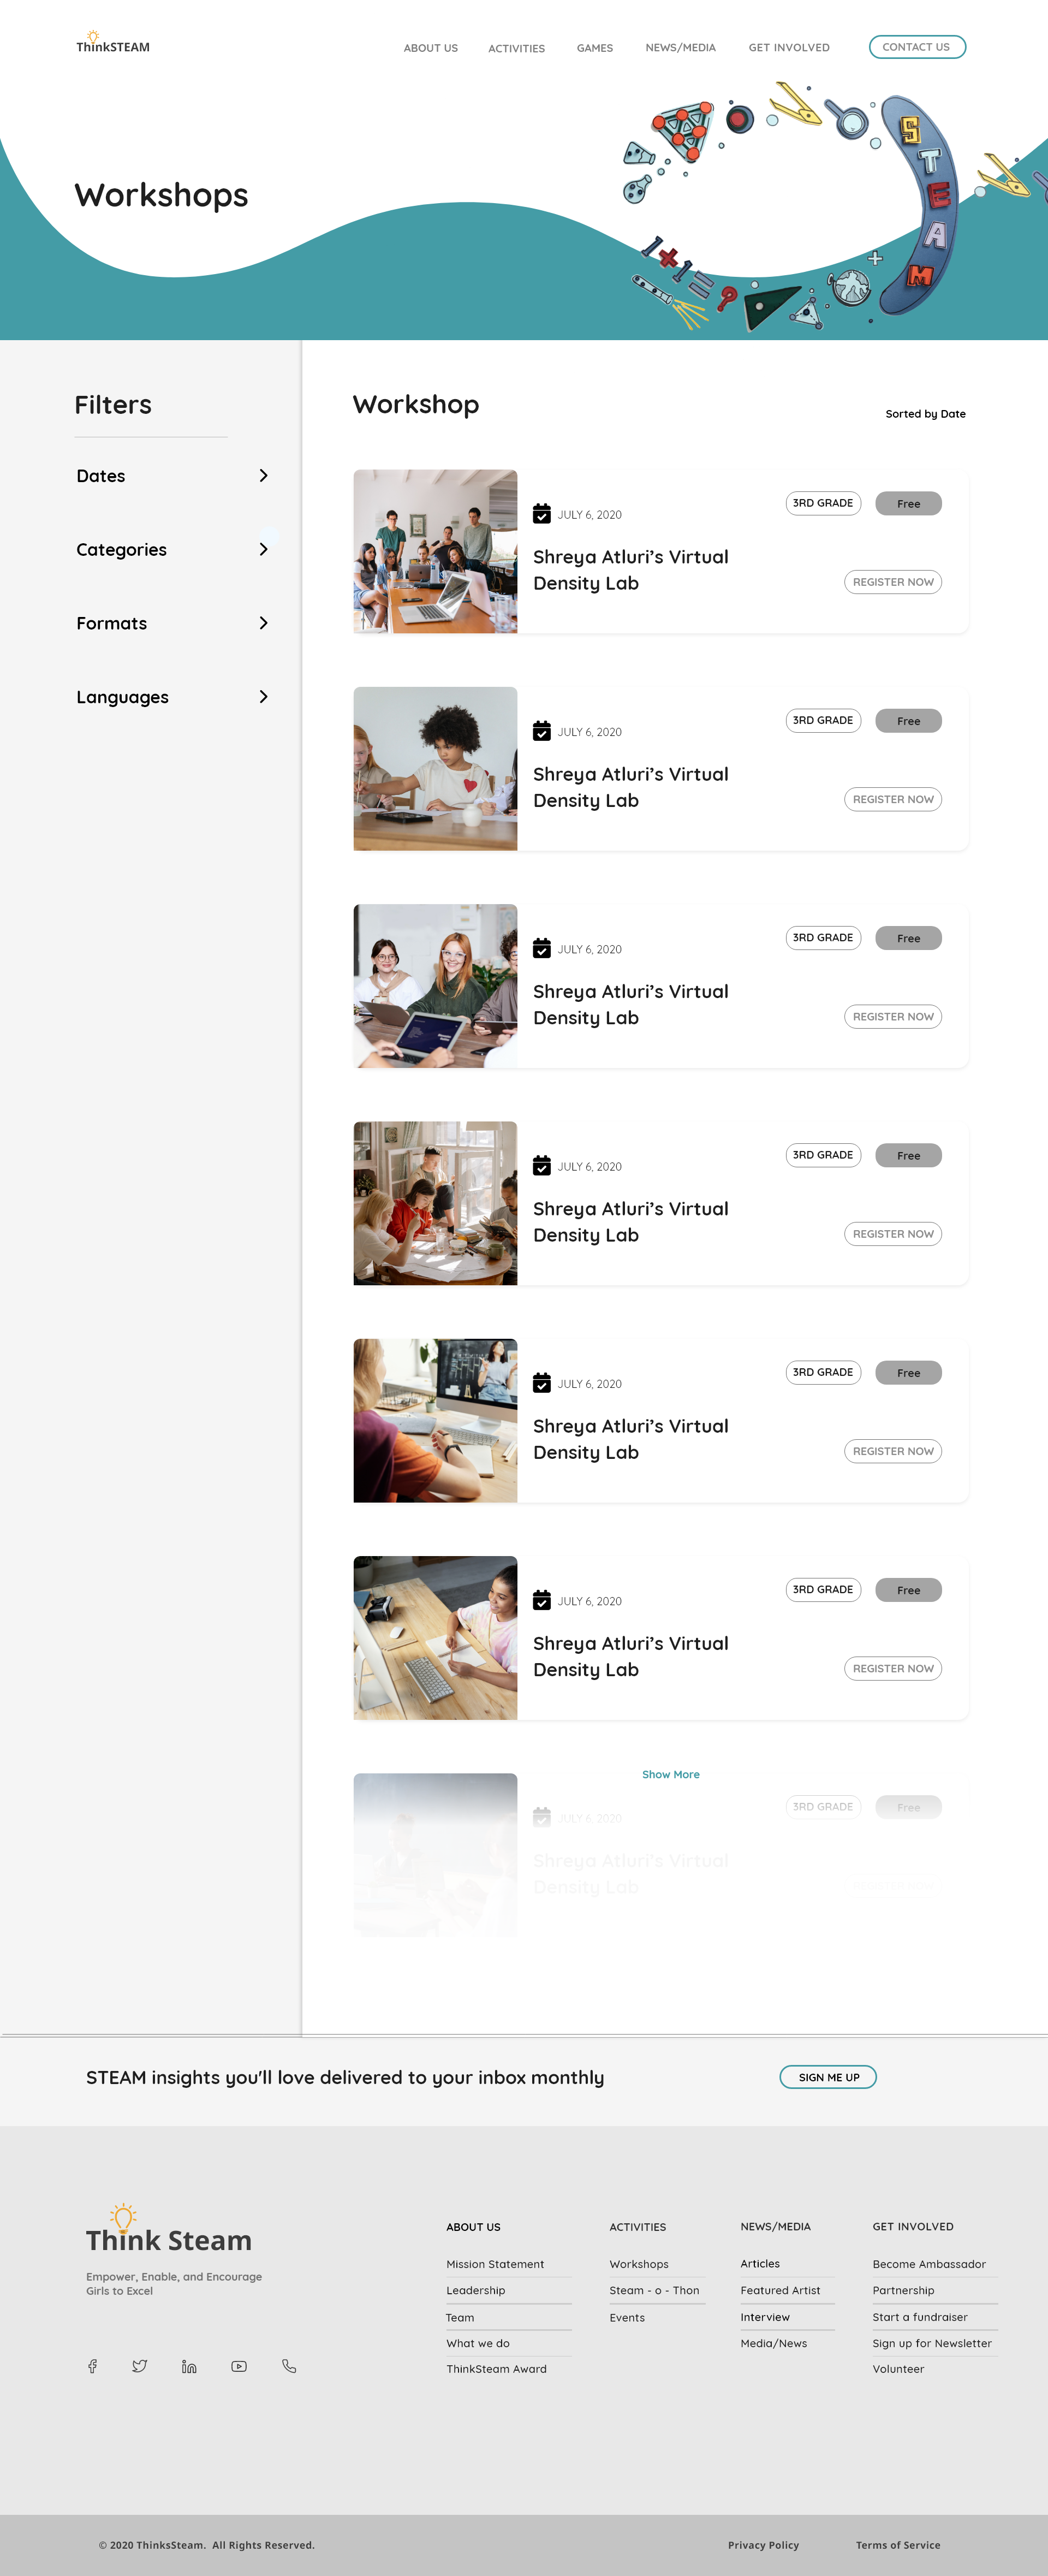 ThinkSTEAM
ABOUT US
ACTIVITIES
GAMES
NEWS/MEDIA
GET INVOLVED
CONTACT US
STEAM
Workshops
Filters
Dates
Categories
Formats
Languages
Workshop
Sorted by Date
JULY 6, 2020
3RD GRADE
Free
Shreya Atluri’s Virtual
Density Lab
REGISTER NOW
JULY 6, 2020
3RD GRADE
Free
Shreya Atluri’s Virtual
Density Lab
REGISTER NOW
JULY 6, 2020
3RD GRADE
Free
Shreya Atluri’s Virtual
Density Lab
REGISTER NOW
JULY 6, 2020
3RD GRADE
Free
Shreya Atluri’s Virtual
Density Lab
REGISTER NOW
JULY 6, 2020
3RD GRADE
Free
Shreya Atluri’s Virtual
Density Lab
REGISTER NOW
JULY 6, 2020
3RD GRADE
Free
Shreya Atluri’s Virtual
Density Lab
REGISTER NOW
Show More
JULY 6, 2020
3RD GRADE
Free
Shreya Atluri’s Virtual
Density Lab
STEAM insights you'll love delivered to your inbox monthly
SIGN ME UP
Think Steam
Empower, Enable, and Encourage
Girls to Excel
ABOUT US
Mission Statement
Leadership
Team
What we do
ThinkSteam Award
ACTIVITIES
Workshops
Steam - o - Thon
Events
NEWS/MEDIA
Articles
Featured Artist
Interview
Media/News
GET INVOLVED
Become Ambassador
Partnership
Start a fundraiser
Sign up for Newsletter
Volunteer
© 2020 ThinksSteam. All Rights Reserved.
Privacy Policy
Terms of Service